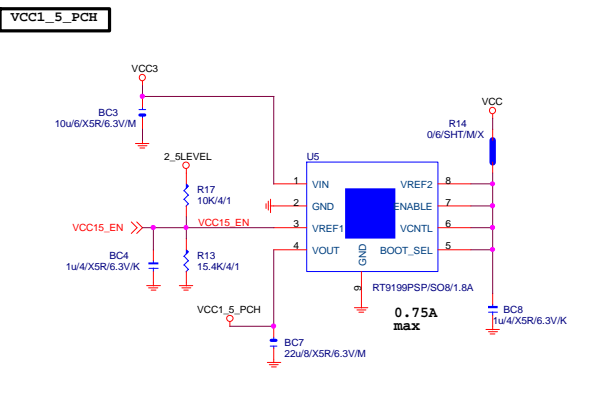 VCC1_5_PCH
VCC3
BC3
10u/6/X5R/6.3V/M
VCC
R14
0/6/SHT/M/X
2_5LEVEL
R17
10K/4/1
U5
1 VIN VREF2 8
2 GND ENABLE 7
3 VREF1 VCNTL 6
4 VOUT BOOT_SEL 5
GND
9
RT9199PSP/SO8/1.8A
VCC15_EN
VCC15_EN
BC4
1u/4/X5R/6.3V/K
R13
15.4K/4/1
VCC1_5_PCH
0.75A
max
BC8
1u/4/X5R/6.3V/K
BC7
22u/8/X5R/6.3V/M